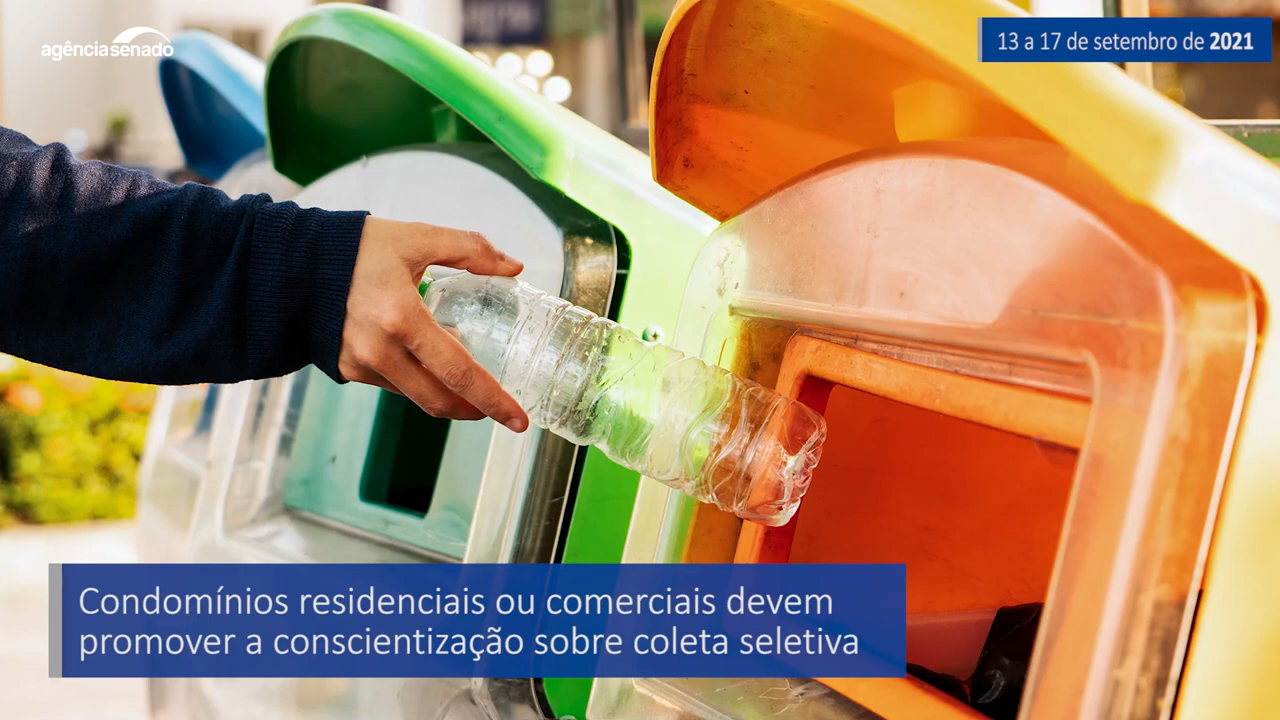 agênciasenado
13 a 17 de setembro de 2021
Condomínios residenciais ou comerciais devem
promover a conscientização sobre coleta seletiva